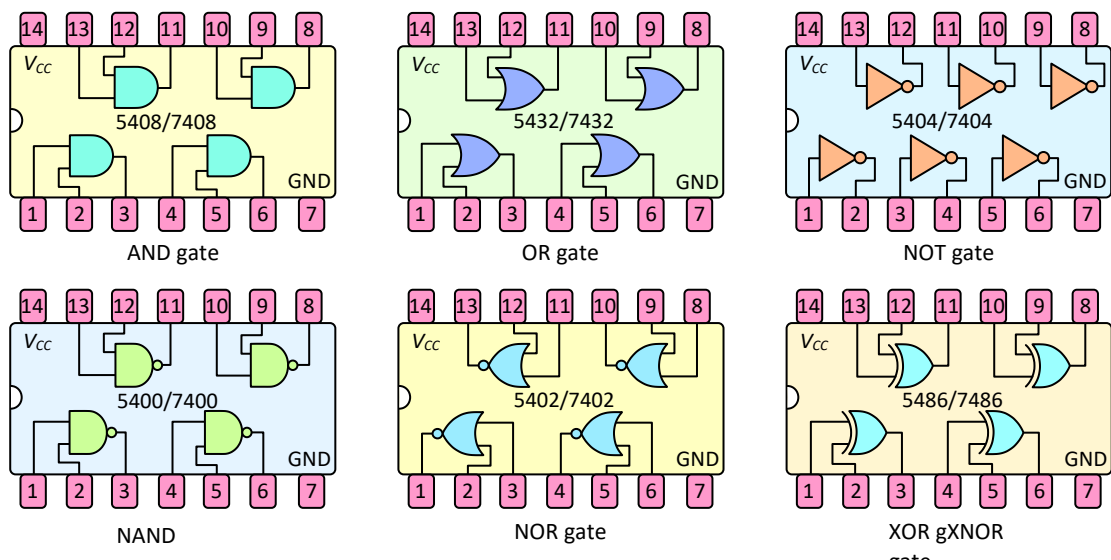 14 13 12 11 10 9 8
VCC
5408/7408
GND
1 2 3 4 5 6 7
AND gate
14 13 12 11 10 9 8
VCC
5432/7432
GND
1 2 3 4 5 6 7
OR gate
14 13 12 11 10 9 8
VCC
5404/7404
GND
1 2 3 4 5 6 7
NOT gate
14 13 12 11 10 9 8
VCC
5400/7400
GND
1 2 3 4 5 6 7
NAND
14 13 12 11 10 9 8
VCC
5402/7402
GND
1 2 3 4 5 6 7
NOR gate
14 13 12 11 10 9 8
VCC
5486/7486
GND
1 2 3 4 5 6 7
XOR gXNOR
gate